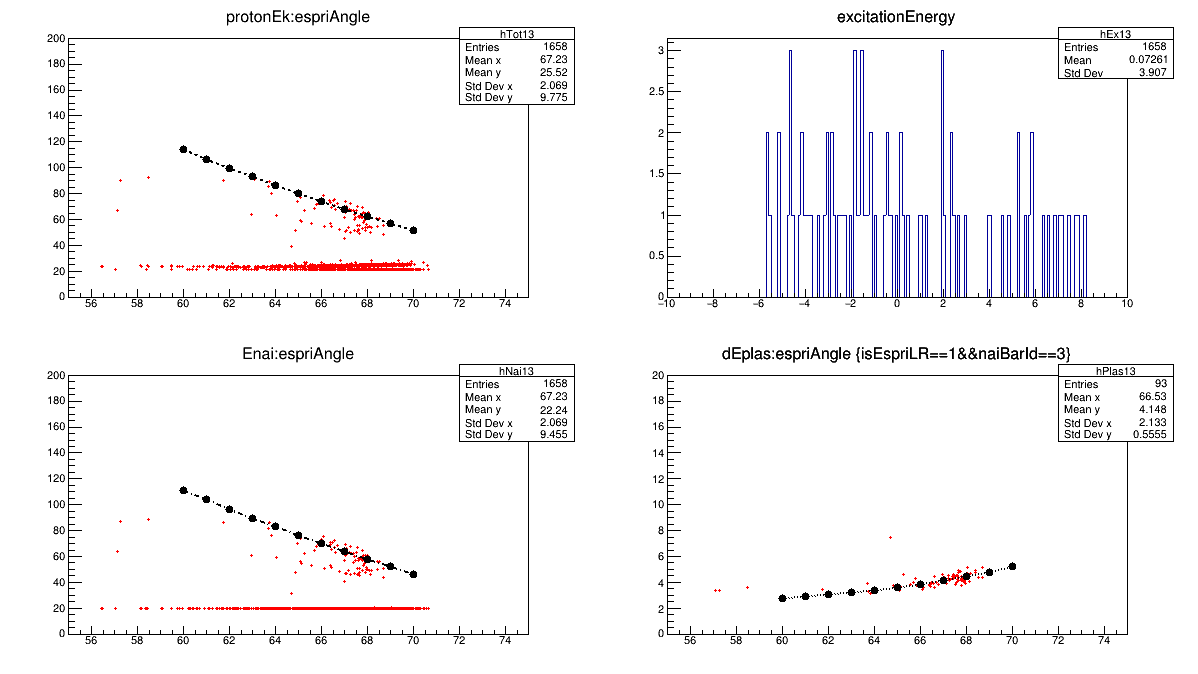 protonEk:espriAngle
hTot13
Entries 1658
Mean x 67.23
Mean y 25.52
Std Dev x 2.069
Std Dev y 9.775
200
180
160
140
120
100
80
60
40
20
0
56 58 60 62 64 66 68 70 72 74
excitationEnergy
hEx13
Entries 1658
Mean 0.07261
Std Dev 3.907
3
2.5
2
1.5
1
0.5
0
−10 −8 −6 −4 −2 0 2 4 6 8 10
Enai:espriAngle
hNai13
Entries 1658
Mean x 67.23
Mean y 22.24
Std Dev x 2.069
Std Dev y 9.455
200
180
160
140
120
100
80
60
40
20
0
56 58 60 62 64 66 68 70 72 74
dEplas:espriAngle {isEspriLR==1&&naiBarId==3}
hPlas13
Entries 93
Mean x 66.53
Mean y 4.148
Std Dev x 2.133
Std Dev y 0.5555
20
18
16
14
12
10
8
6
4
2
0
56 58 60 62 64 66 68 70 72 74